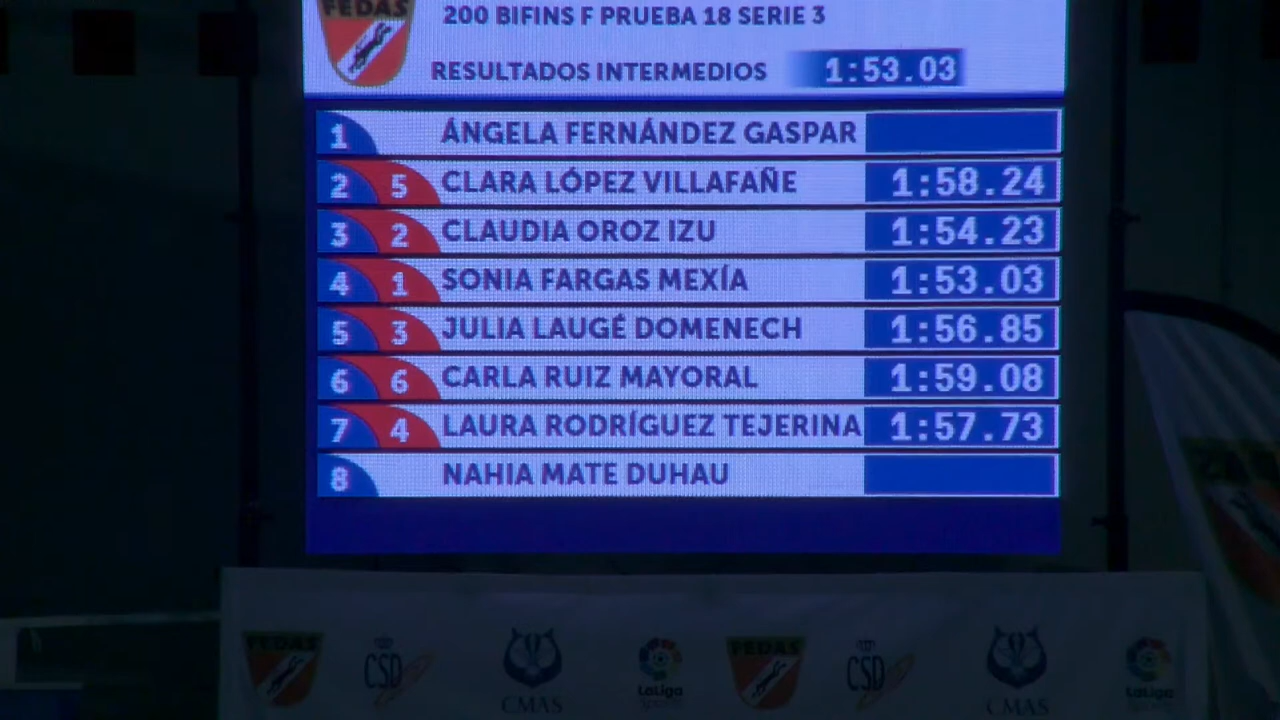 FEDAS
200 BIFINS F PRUEBA 18 SERIE 3
RESULTADOS INTERMEDIOS 1:53.03
1 ÁNGELA FERNÁNDEZ GASPAR
2 5 CLARA LÓPEZ VILLAFAÑE 1:58.24
3 2 CLAUDIA OROZ IZU 1:54.23
4 1 SONIA FARGAS MEXÍA 1:53.03
5 3 JULIA LAUGÉ DOMENECH 1:56.85
6 6 CARLA RUIZ MAYORAL 1:59.08
7 4 LAURA RODRÍGUEZ TEJERINA 1:57.73
8 NAHIA MATE DUHAU
FEDAS CSD CMAS LaLiga Sports FEDAS CSD CMAS LaLiga Sports